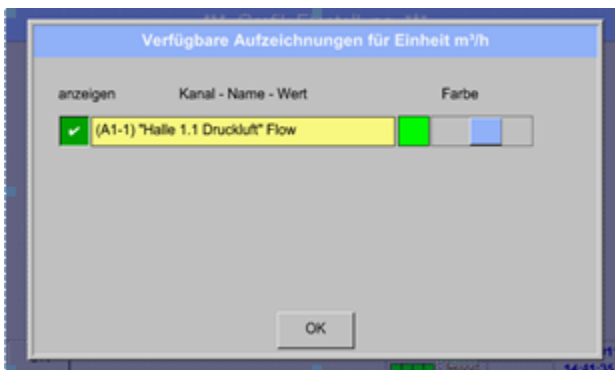 Verfügbare Aufzeichnungen für Einheit m³/h
anzeigen Kanal - Name - Wert Farbe
(A1-1) "Halle 1.1 Druckluft" Flow
OK